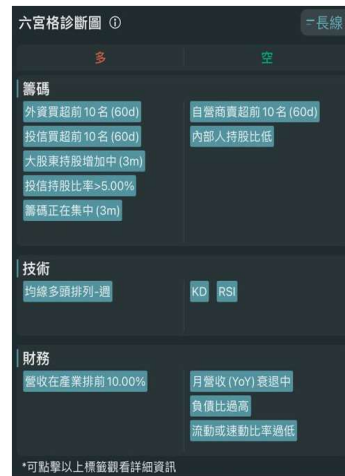 六宮格診斷圖 ⓘ
長線
多 空
籌碼
外資買超前10名(60d) 自營商賣超前10名(60d)
投信買超前10名(60d) 內部人持股比低
大股東持股增加中(3m)
投信持股比率>5.00%
籌碼正在集中(3m)
技術
均線多頭排列-週 KD RSI
財務
營收在產業排前10.00% 月營收(YoY)衰退中
負債比過高
流動或速動比率過低
*可點擊以上標籤觀看詳細資訊